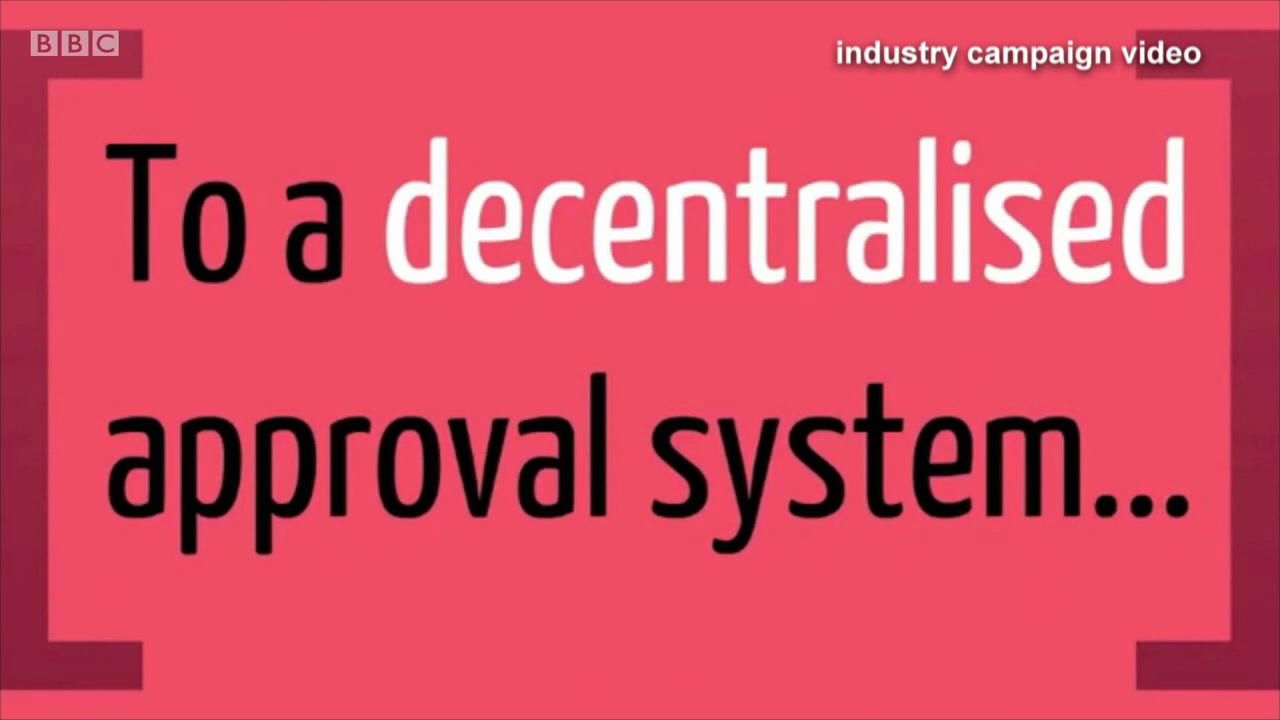 BBC
industry campaign video
To a decentralised
approval system...